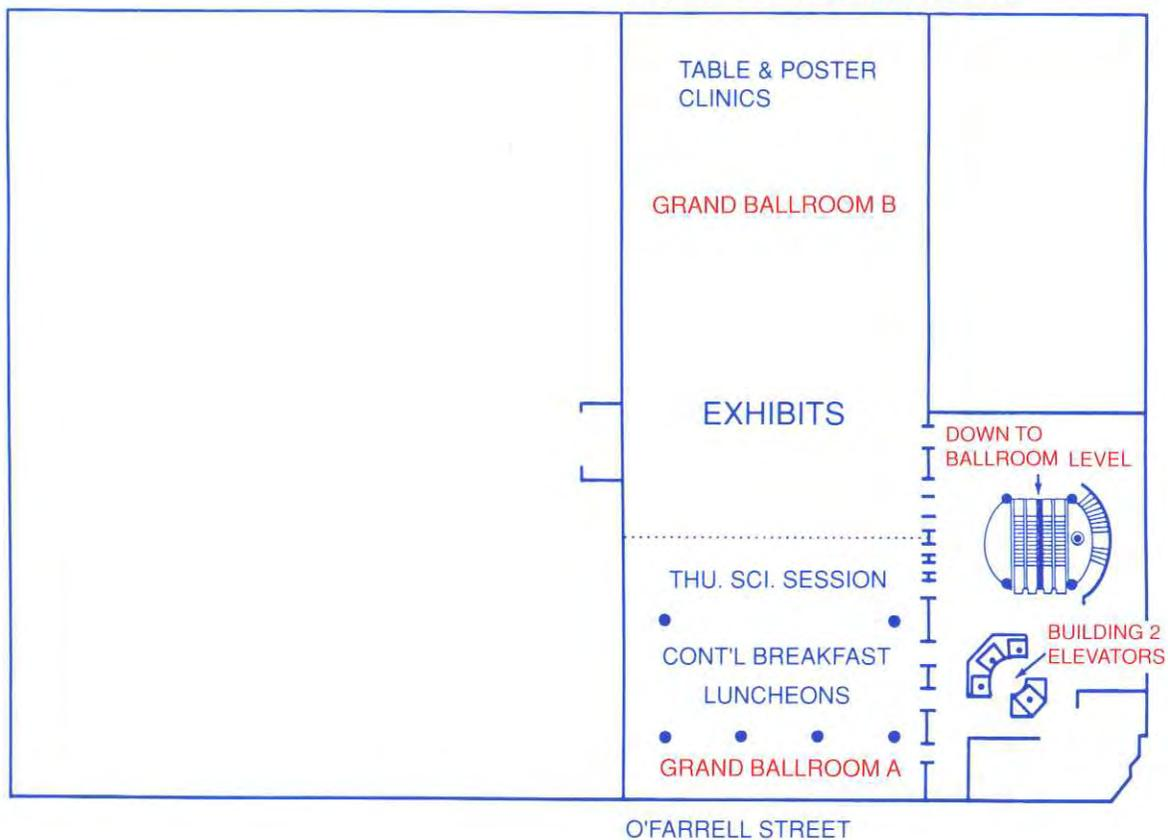 TABLE & POSTER
CLINICS
GRAND BALLROOM B
EXHIBITS
DOWN TO
BALLROOM LEVEL
THU. SCI. SESSION
BUILDING 2
ELEVATORS
CONT'L BREAKFAST
LUNCHEONS
GRAND BALLROOM A
O'FARRELL STREET